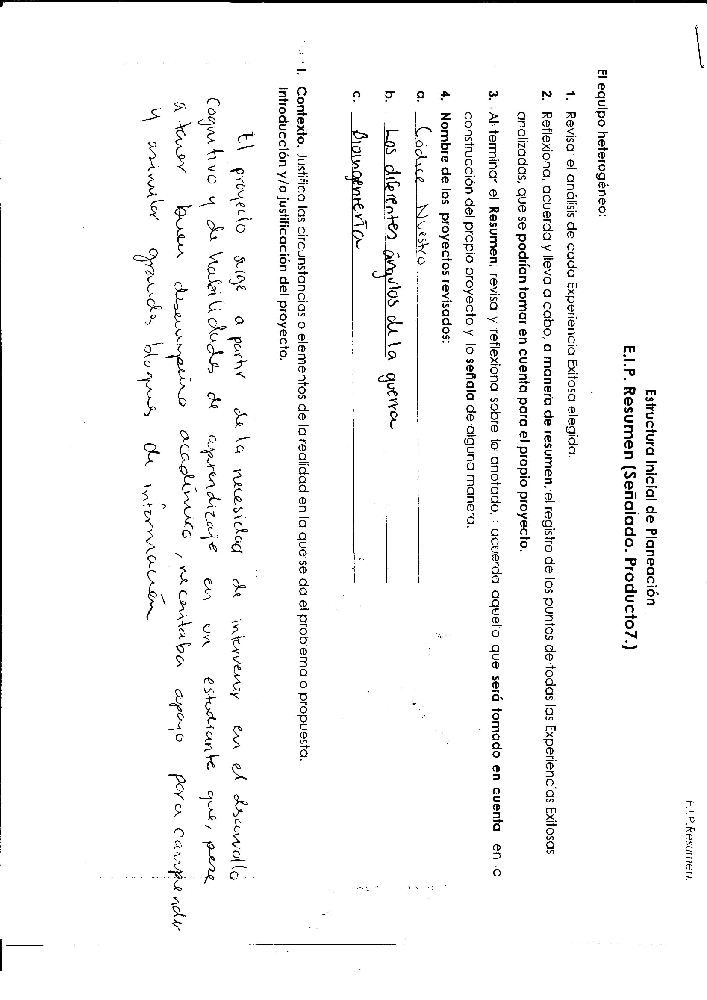 E.I.P.Resumen.
Estructura Inicial de Planeación
E.I.P. Resumen (Señalado. Producto7.)
El equipo heterogéneo:
1. Revisa el análisis de cada Experiencia Exitosa elegida.
2. Reflexiona, acuerda y lleva a cabo, a manera de resumen, el registro de los puntos de todas las Experiencias Exitosas
analizadas, que se podrían tomar en cuenta para el propio proyecto.
3. Al terminar el Resumen, revisa y reflexiona sobre lo anotado, : acuerda aquello que será tomado en cuenta en la
construcción del propio proyecto y lo señala de alguna manera.
4. Nombre de los proyectos revisados:
a. Códice Nuestro
b. Los diferentes ángulos de la guerra
c. Bioingeniería
I. Contexto. Justifica las circunstancias o elementos de la realidad en la que se da el problema o propuesta.
Introducción y/o justificación del proyecto.
El proyecto surge a partir de la necesidad de intervenir en el desarrollo
Cognitivo y de habilidades de aprendizaje en un estudiante que, pese
a tener buen desempeño académico, necesitaba apoyo para comprender
y asimilar grandes bloques de información